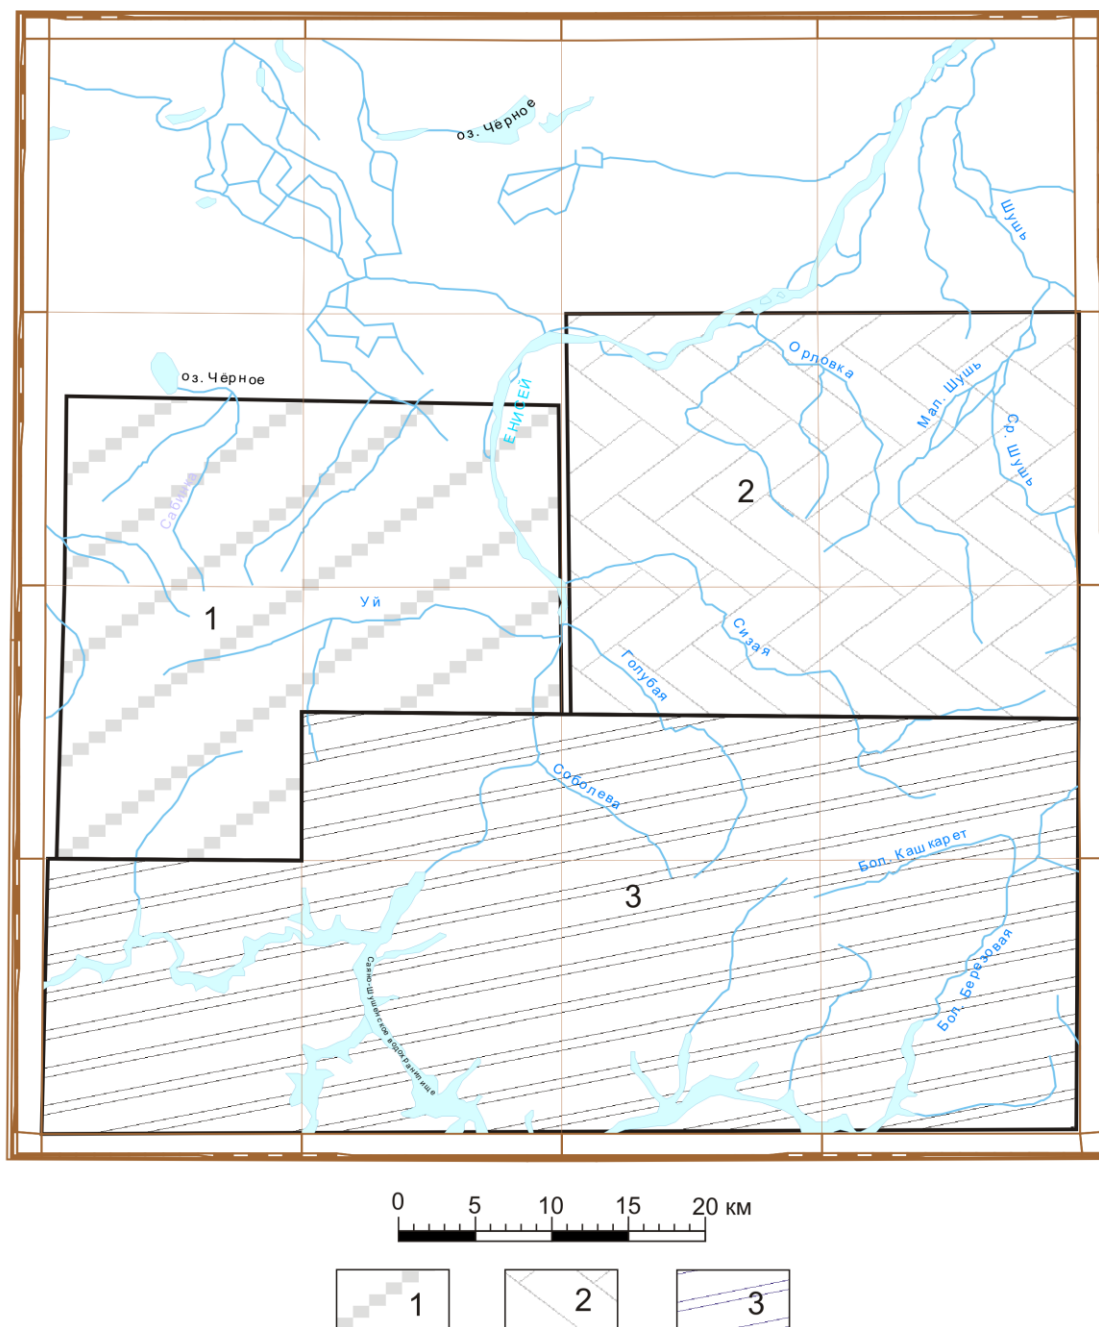 оз. Чёрное
Шушь
Орловка
оз. Чёрное
ЕНИСЕЙ
Мал. Шушь
Ср. Шушь
Сабинка
2
1
Уй
Сизая
Голубая
Соболева
Бол. Кашкарет
3
Бол. Березовая
Саяно-Шушенское водохранилище
0 5 10 15 20 км
1 2 3